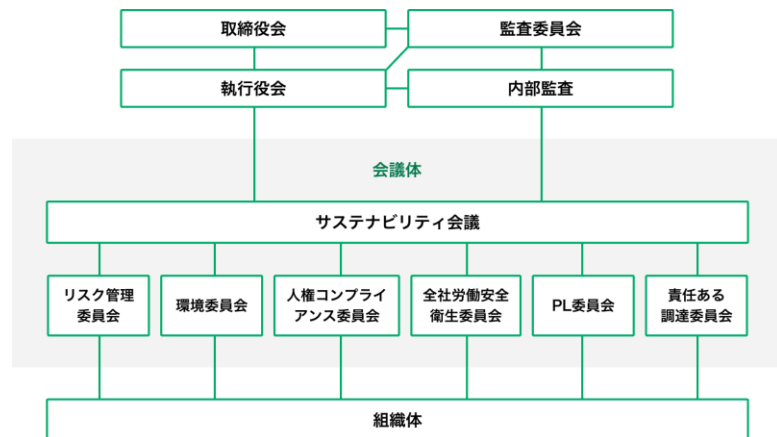 取締役会
監査委員会
執行役会
内部監査
会議体
サステナビリティ会議
リスク管理
委員会
環境委員会
人権コンプライ
アンス委員会
全社労働安全
衛生委員会
PL委員会
責任ある
調達委員会
組織体